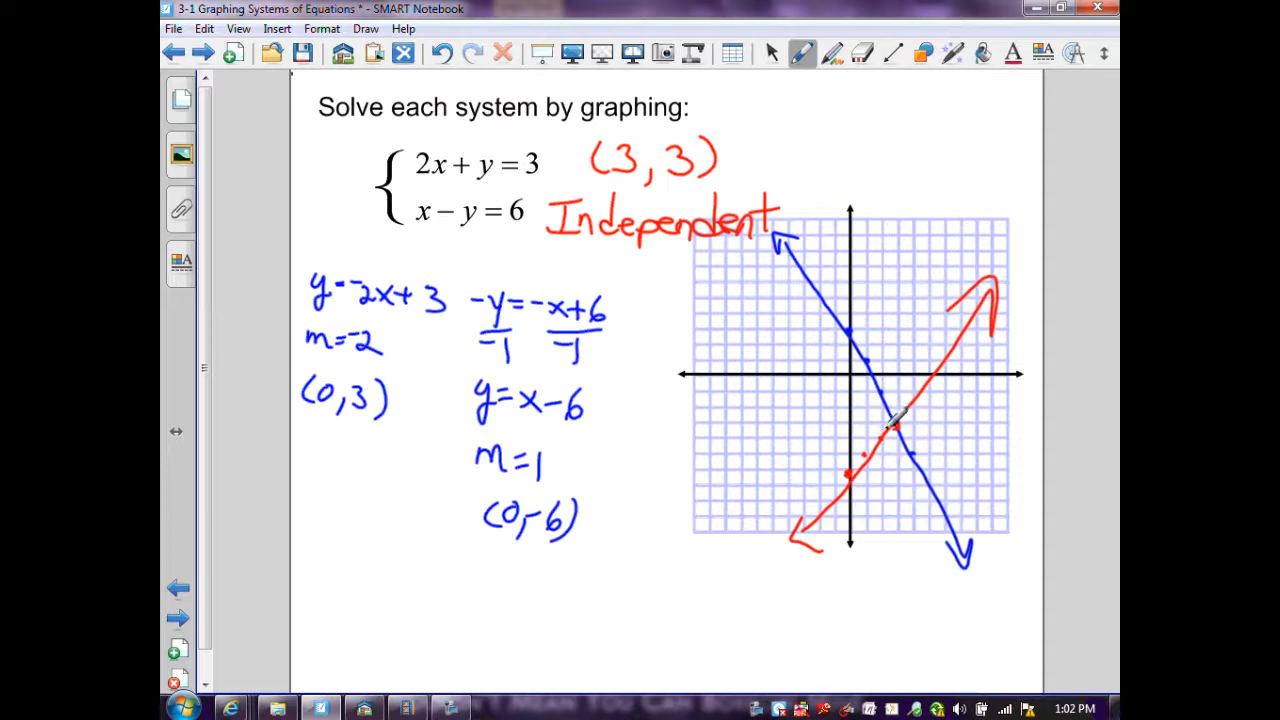 3-1 Graphing Systems of Equations * - SMART Notebook
File Edit View Insert Format Draw Help
Solve each system by graphing:
2x + y = 3
(3, 3)
x − y = 6
Independent
y=-2x+3
m=-2
(0,3)
-y=-x+6
-1 -1
y=x-6
m=1
(0,-6)
1:02 PM